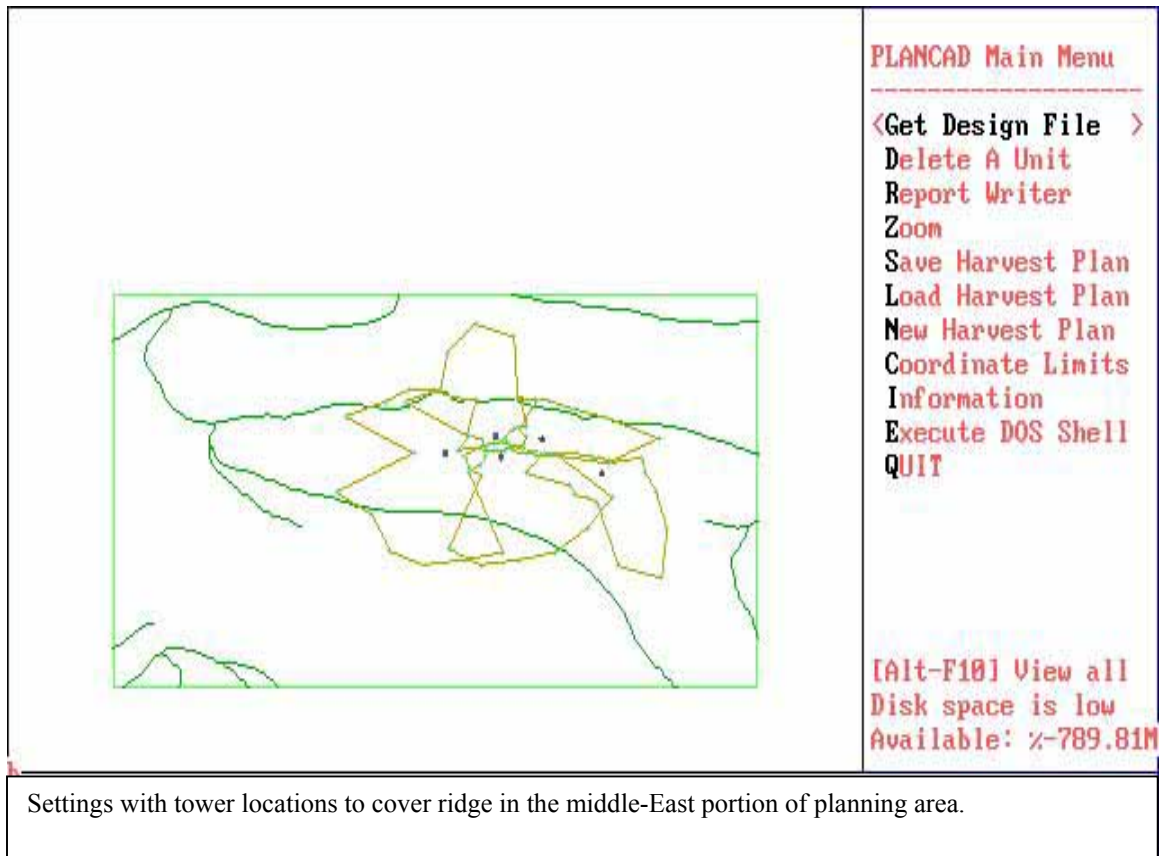 PLANCAD Main Menu
--------------------
<Get Design File >
Delete A Unit
Report Writer
Zoom
Save Harvest Plan
Load Harvest Plan
New Harvest Plan
Coordinate Limits
Information
Execute DOS Shell
QUIT
[Alt-F10] View all
Disk space is low
Available: %-789.81M
Settings with tower locations to cover ridge in the middle-East portion of planning area.